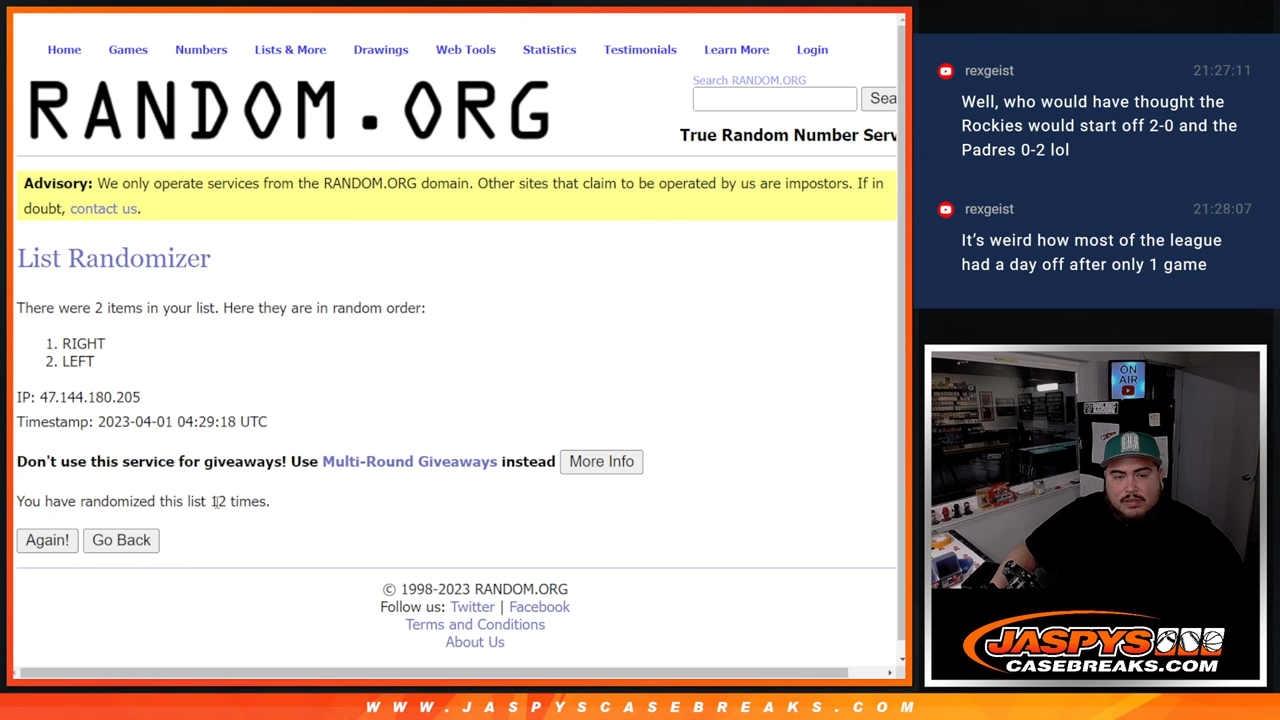 Home Games Numbers Lists & More Drawings Web Tools Statistics Testimonials Learn More Login
RANDOM.ORG
Search RANDOM.ORG
Sea
True Random Number Serv
Advisory: We only operate services from the RANDOM.ORG domain. Other sites that claim to be operated by us are impostors. If in
doubt, contact us.
List Randomizer
There were 2 items in your list. Here they are in random order:
1. RIGHT
2. LEFT
IP: 47.144.180.205
Timestamp: 2023-04-01 04:29:18 UTC
Don't use this service for giveaways! Use Multi-Round Giveaways instead More Info
You have randomized this list 12 times.
Again! Go Back
© 1998-2023 RANDOM.ORG
Follow us: Twitter | Facebook
Terms and Conditions
About Us
rexgeist 21:27:11
Well, who would have thought the
Rockies would start off 2-0 and the
Padres 0-2 lol
rexgeist 21:28:07
It’s weird how most of the league
had a day off after only 1 game
ON
AIR
JASPYS
CASEBREAKS.COM
WWW.JASPYSCASEBREAKS.COM